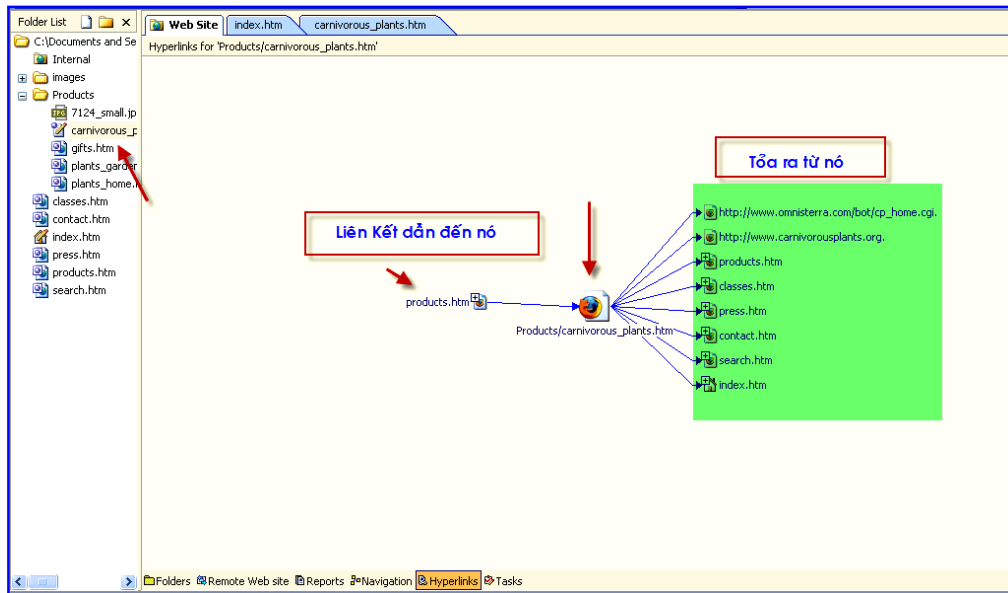 Folder List
C:\Documents and Se
Internal
images
Products
7124_small.jp
carnivorous_p
gifts.htm
plants_garden
plants_home.
classes.htm
contact.htm
index.htm
press.htm
products.htm
search.htm
Web Site index.htm carnivorous_plants.htm
Hyperlinks for 'Products/carnivorous_plants.htm'
Tỏa ra từ nó
Liên Kết dẫn đến nó
products.htm
Products/carnivorous_plants.htm
http://www.omnisterra.com/bot/cp_home.cgi.
http://www.carnivorousplants.org.
products.htm
classes.htm
press.htm
contact.htm
search.htm
index.htm
Folders Remote Web site Reports Navigation Hyperlinks Tasks